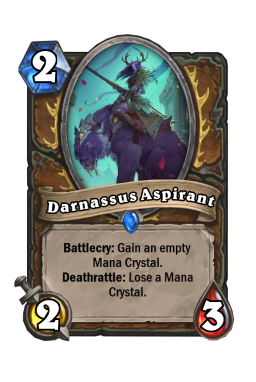 2
Darnassus Aspirant
Battlecry: Gain an empty
Mana Crystal.
Deathrattle: Lose a Mana
Crystal.
2
3